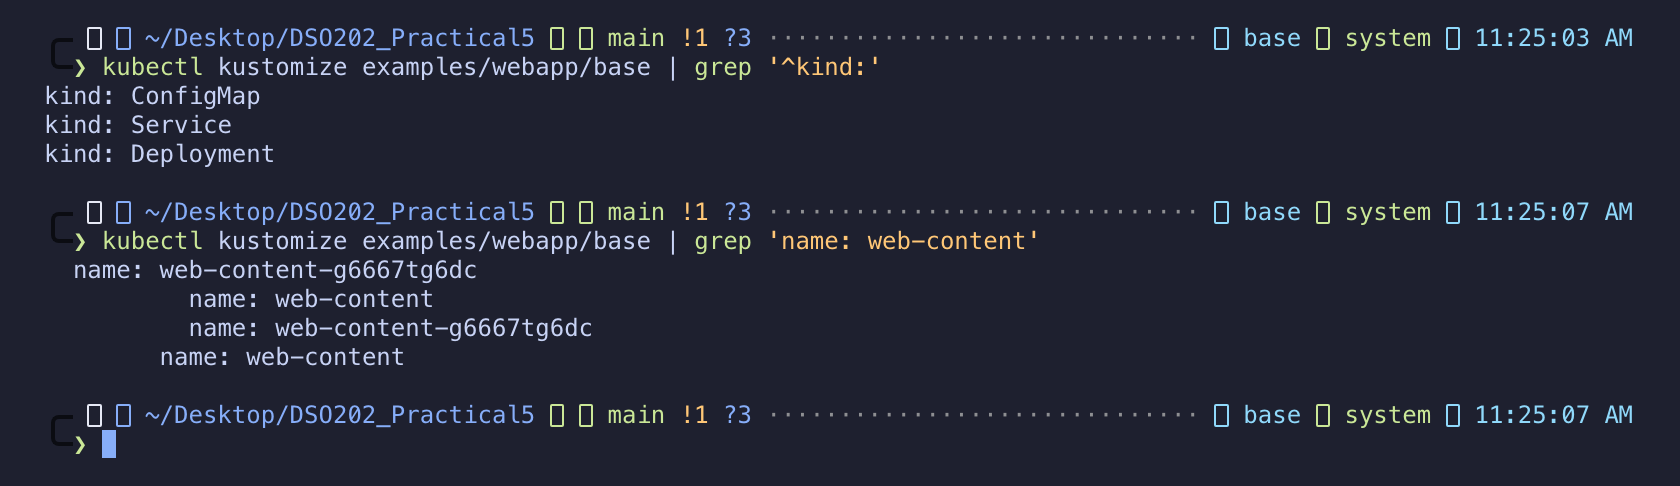 ~/Desktop/DSO202_Practical5 main !1 ?3 ······························ base system 11:25:03 AM
❯ kubectl kustomize examples/webapp/base | grep '^kind:'
kind: ConfigMap
kind: Service
kind: Deployment
~/Desktop/DSO202_Practical5 main !1 ?3 ······························ base system 11:25:07 AM
❯ kubectl kustomize examples/webapp/base | grep 'name: web-content'
name: web-content-g6667tg6dc
name: web-content
name: web-content-g6667tg6dc
name: web-content
~/Desktop/DSO202_Practical5 main !1 ?3 ······························ base system 11:25:07 AM
❯